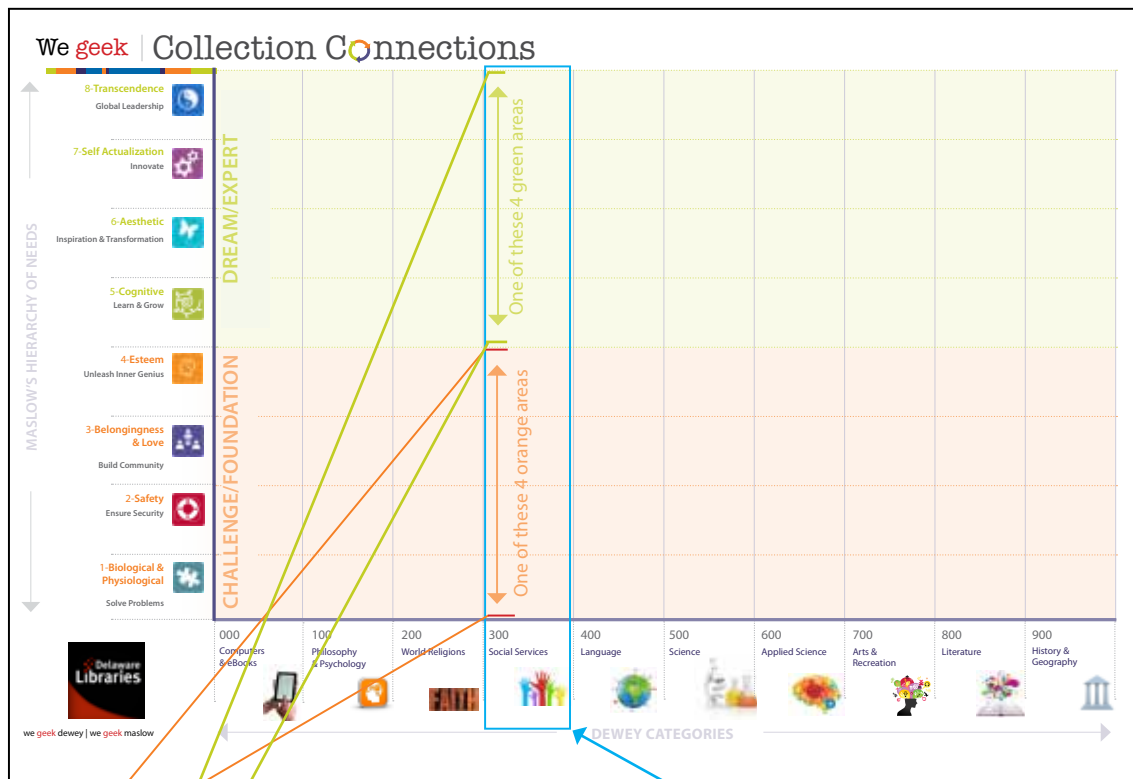 We geek | Collection Connections
8-Transcendence
Global Leadership
7-Self Actualization
Innovate
6-Aesthetic
Inspiration & Transformation
5-Cognitive
Learn & Grow
4-Esteem
Unleash Inner Genius
3-Belongingness
& Love
Build Community
2-Safety
Ensure Security
1-Biological &
Physiological
Solve Problems
MASLOW'S HIERARCHY OF NEEDS
DREAM/EXPERT
CHALLENGE/FOUNDATION
One of these 4 green areas
One of these 4 orange areas
000
Computers
& eBooks
100
Philosophy
& Psychology
200
World Religions
300
Social Services
400
Language
500
Science
600
Applied Science
700
Arts &
Recreation
800
Literature
900
History &
Geography
FAITH
Delaware
Libraries
we geek dewey | we geek maslow
DEWEY CATEGORIES